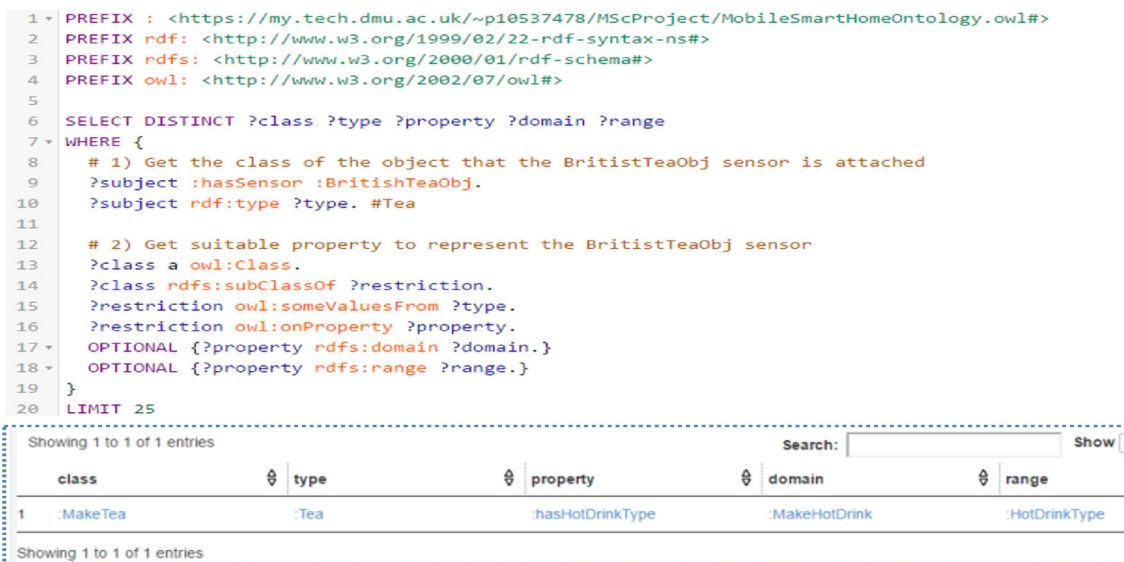 1 PREFIX : <https://my.tech.dmu.ac.uk/~p10537478/MScProject/MobileSmartHomeOntology.owl#>
2 PREFIX rdf: <http://www.w3.org/1999/02/22-rdf-syntax-ns#>
3 PREFIX rdfs: <http://www.w3.org/2000/01/rdf-schema#>
4 PREFIX owl: <http://www.w3.org/2002/07/owl#>
5
6 SELECT DISTINCT ?class ?type ?property ?domain ?range
7 WHERE {
8 # 1) Get the class of the object that the BritistTeaObj sensor is attached
9 ?subject :hasSensor :BritishTeaObj.
10 ?subject rdf:type ?type. #Tea
11
12 # 2) Get suitable property to represent the BritistTeaObj sensor
13 ?class a owl:Class.
14 ?class rdfs:subClassOf ?restriction.
15 ?restriction owl:someValuesFrom ?type.
16 ?restriction owl:onProperty ?property.
17 OPTIONAL {?property rdfs:domain ?domain.}
18 OPTIONAL {?property rdfs:range ?range.}
19 }
20 LIMIT 25
Showing 1 to 1 of 1 entries Search: Show
class type property domain range
1 :MakeTea :Tea :hasHotDrinkType :MakeHotDrink :HotDrinkType
Showing 1 to 1 of 1 entries